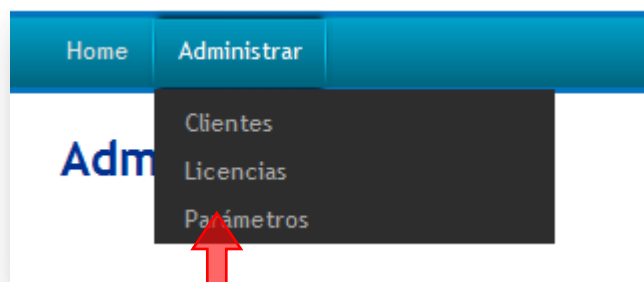 Home Administrar
Clientes
Adm
Licencias
Parámetros